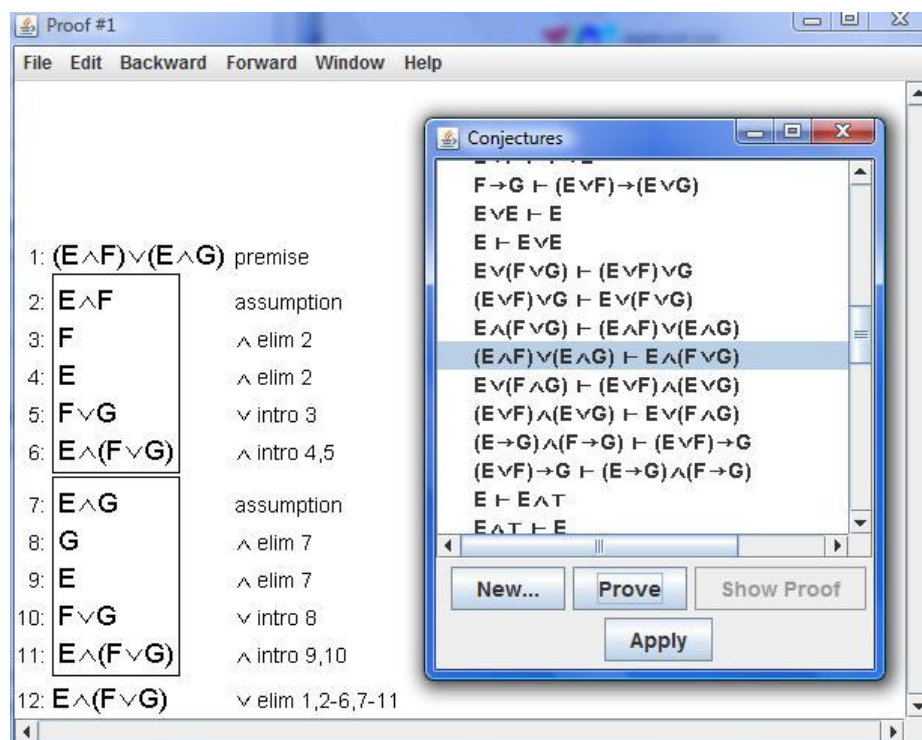 Proof #1
File Edit Backward Forward Window Help
1: (E∧F)∨(E∧G) premise
2: E∧F assumption
3: F ∧ elim 2
4: E ∧ elim 2
5: F∨G ∨ intro 3
6: E∧(F∨G) ∧ intro 4,5
7: E∧G assumption
8: G ∧ elim 7
9: E ∧ elim 7
10: F∨G ∨ intro 8
11: E∧(F∨G) ∧ intro 9,10
12: E∧(F∨G) ∨ elim 1,2-6,7-11
Conjectures
F→G ⊢ (E∨F)→(E∨G)
E∨E ⊢ E
E ⊢ E∨E
E∨(F∨G) ⊢ (E∨F)∨G
(E∨F)∨G ⊢ E∨(F∨G)
E∧(F∨G) ⊢ (E∧F)∨(E∧G)
(E∧F)∨(E∧G) ⊢ E∧(F∨G)
E∨(F∧G) ⊢ (E∨F)∧(E∨G)
(E∨F)∧(E∨G) ⊢ E∨(F∧G)
(E→G)∧(F→G) ⊢ (E∨F)→G
(E∨F)→G ⊢ (E→G)∧(F→G)
E ⊢ E∧⊤
E∧⊤ ⊢ E
New... Prove Show Proof
Apply